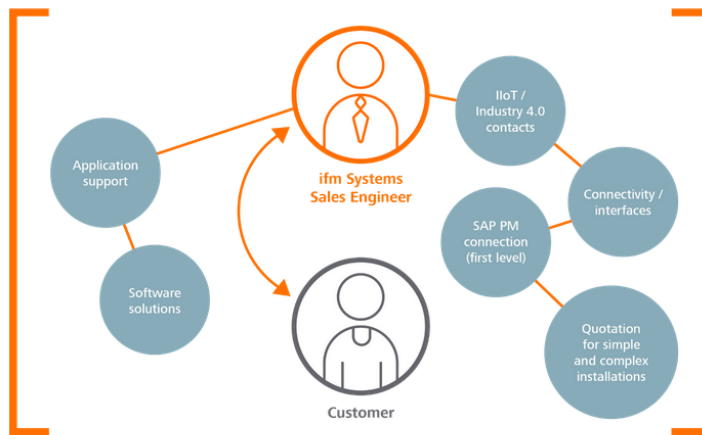 IIoT /
Industry 4.0
contacts
Application
support
ifm Systems
Sales Engineer
Connectivity /
interfaces
SAP PM
connection
(first level)
Software
solutions
Quotation
for simple
and complex
installations
Customer